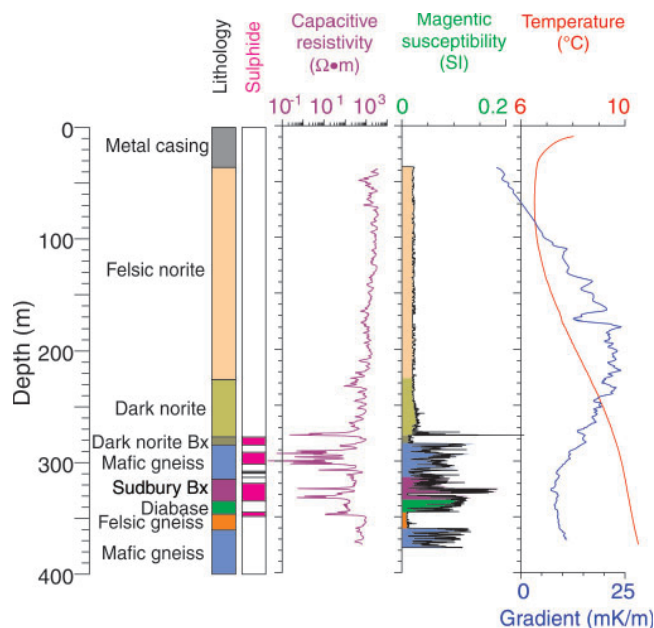 Lithology
Sulphide
Capacitive
resistivity
(Ω•m)
10⁻¹ 10¹ 10³
Magentic
susceptibility
(SI)
0 0.2
Temperature
(°C)
6 10
Depth (m)
0
100
200
300
400
Metal casing
Felsic norite
Dark norite
Dark norite Bx
Mafic gneiss
Sudbury Bx
Diabase
Felsic gneiss
Mafic gneiss
0 25
Gradient (mK/m)